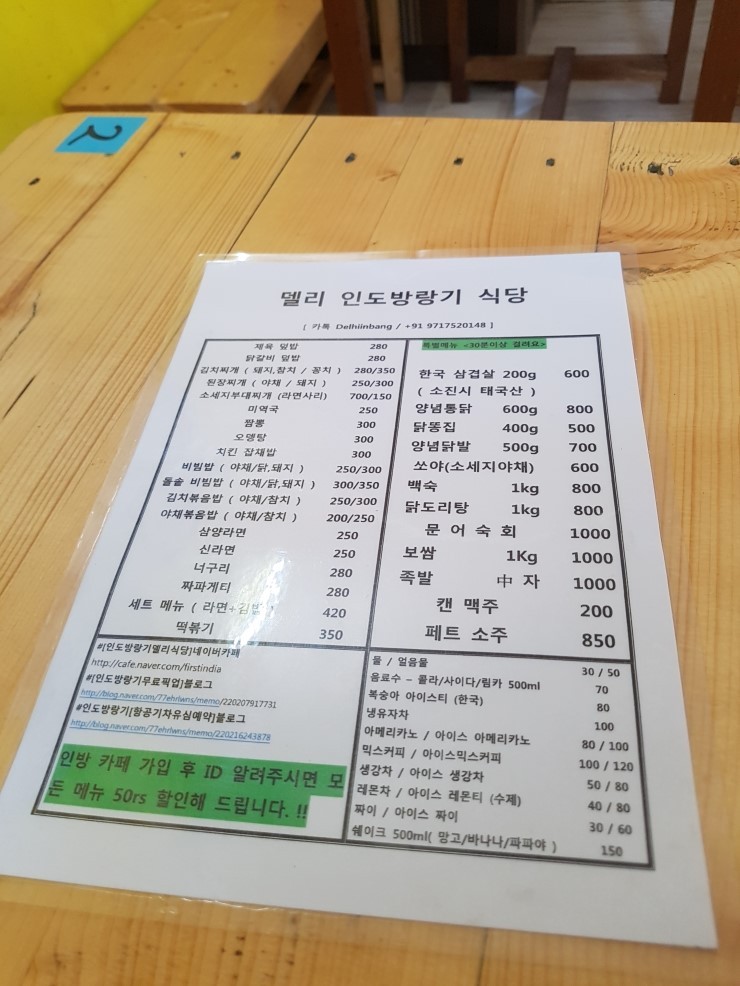 2
델리 인도방랑기 식당
[ 카톡 Delhiinbang / +91 9717520148 ]
제육 덮밥 280
닭갈비 덮밥 280
김치찌개 ( 돼지,참치 / 꽁치 ) 280/350
된장찌개 ( 야채 / 돼지 ) 250/300
소세지부대찌개 (라면사리) 700/150
미역국 250
짬뽕 300
오뎅탕 300
치킨 잡채밥 300
비빔밥 ( 야채/닭,돼지 ) 250/300
돌솥 비빔밥 ( 야채/닭,돼지 ) 300/350
김치볶음밥 ( 야채/참치 ) 250/300
야채볶음밥 ( 야채/참치 ) 200/250
삼양라면 250
신라면 250
너구리 280
짜파게티 280
세트 메뉴 ( 라면+김밥 ) 420
떡볶기 350
특별메뉴 <30분이상 걸려요>
한국 삼겹살 200g 600
( 소진시 태국산 )
양념통닭 600g 800
닭똥집 400g 500
양념닭발 500g 700
쏘야(소세지야채) 600
백숙 1kg 800
닭도리탕 1kg 800
문 어 숙 회 1000
보쌈 1Kg 1000
족발 中 자 1000
캔 맥주 200
페트 소주 850
#[인도방랑기델리식당]네이버카페
http://cafe.naver.com/firstindia
#[인도방랑기무료픽업]블로그
http://blog.naver.com/77ehrlwns/memo/220207917731
#인도방랑기[항공기차유심예약]블로그
http://blog.naver.com/77ehrlwns/memo/220216243878
인방 카페 가입 후 ID 알려주시면 모
든 메뉴 50rs 할인해 드립니다. !!
물 / 얼음물 30 / 50
음료수 – 콜라/사이다/림카 500ml 70
복숭아 아이스티 (한국) 80
냉유자차 100
아메리카노 / 아이스 아메리카노 80 / 100
믹스커피 / 아이스믹스커피 100 / 120
생강차 / 아이스 생강차 50 / 80
레몬차 / 아이스 레몬티 (수제) 40 / 80
짜이 / 아이스 짜이 30 / 60
쉐이크 500ml( 망고/바나나/파파야 ) 150